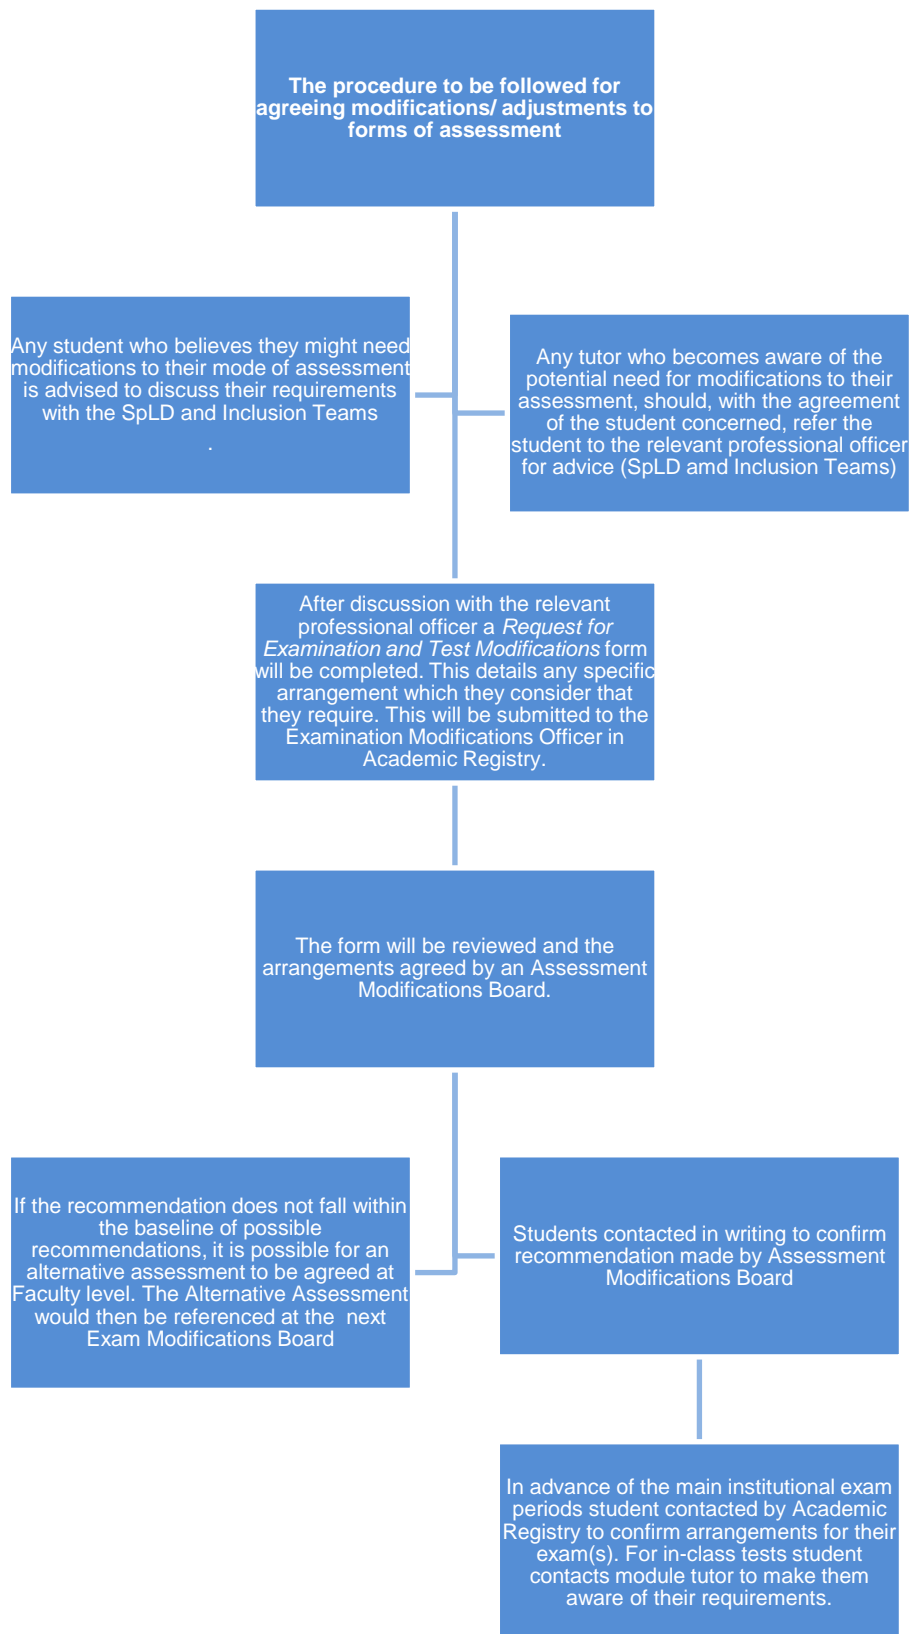 The procedure to be followed for
agreeing modifications/ adjustments to
forms of assessment
Any student who believes they might need
modifications to their mode of assessment
is advised to discuss their requirements
with the SpLD and Inclusion Teams
.
Any tutor who becomes aware of the
potential need for modifications to their
assessment, should, with the agreement
of the student concerned, refer the
student to the relevant professional officer
for advice (SpLD amd Inclusion Teams)
After discussion with the relevant
professional officer a Request for
Examination and Test Modifications form
will be completed. This details any specific
arrangement which they consider that
they require. This will be submitted to the
Examination Modifications Officer in
Academic Registry.
The form will be reviewed and the
arrangements agreed by an Assessment
Modifications Board.
If the recommendation does not fall within
the baseline of possible
recommendations, it is possible for an
alternative assessment to be agreed at
Faculty level. The Alternative Assessment
would then be referenced at the  next
Exam Modifications Board
Students contacted in writing to confirm
recommendation made by Assessment
Modifications Board
In advance of the main institutional exam
periods student contacted by Academic
Registry to confirm arrangements for their
exam(s). For in-class tests student
contacts module tutor to make them
aware of their requirements.